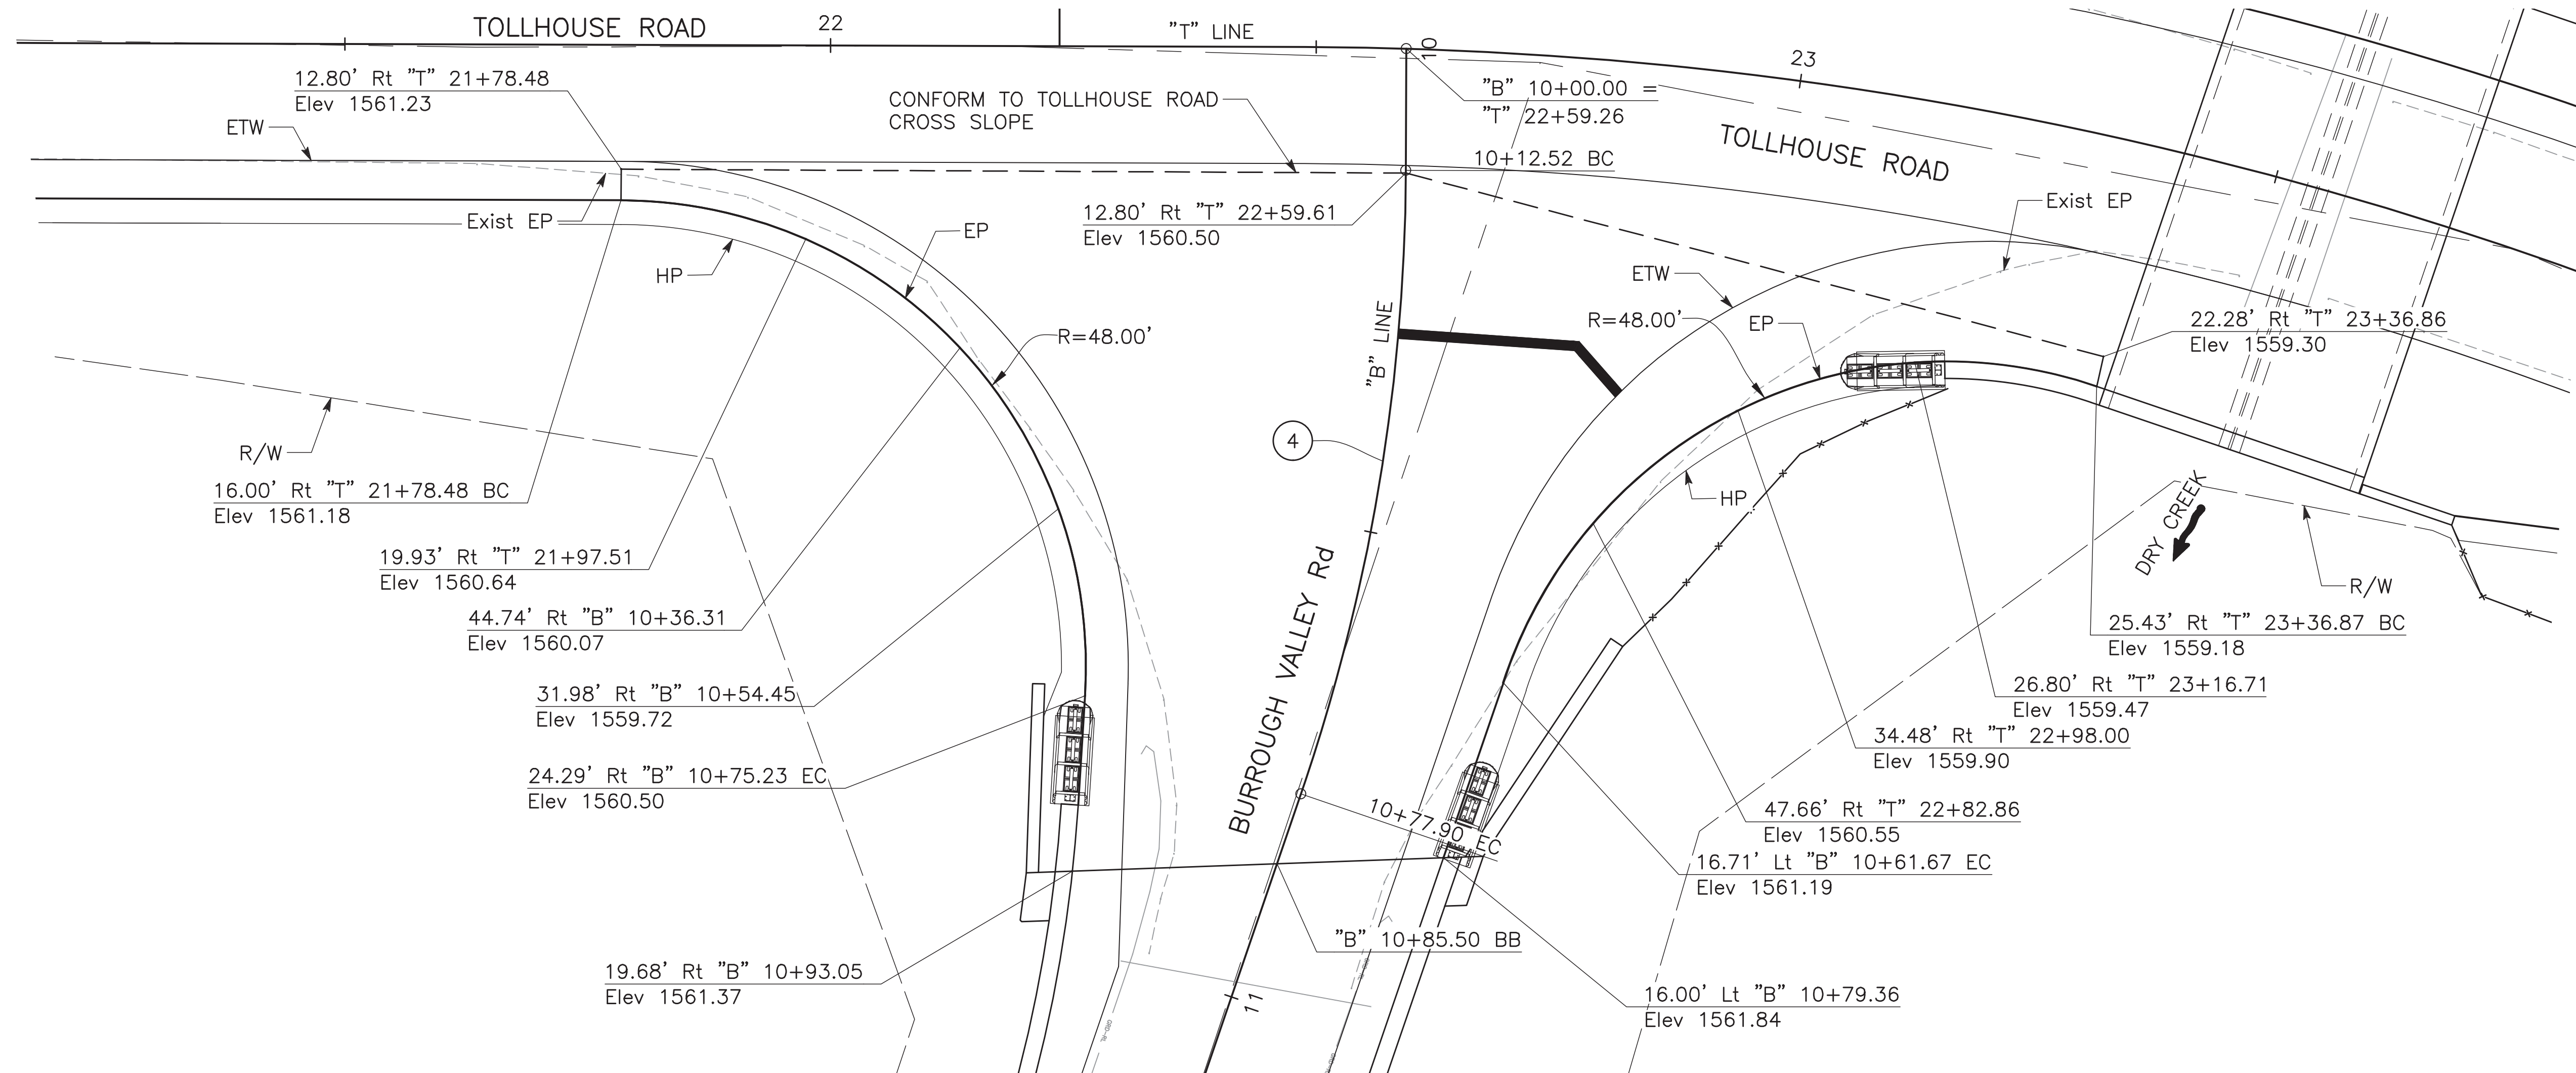 TOLLHOUSE ROAD
22
"T" LINE
10
23
12.80' Rt "T" 21+78.48
Elev 1561.23
ETW
CONFORM TO TOLLHOUSE ROAD
CROSS SLOPE
"B" 10+00.00 =
"T" 22+59.26
10+12.52 BC
TOLLHOUSE ROAD
Exist EP
Exist EP
EP
12.80' Rt "T" 22+59.61
Elev 1560.50
HP
ETW
R=48.00'
EP
22.28' Rt "T" 23+36.86
Elev 1559.30
R=48.00'
"B" LINE
4
R/W
16.00' Rt "T" 21+78.48 BC
Elev 1561.18
HP
DRY CREEK
19.93' Rt "T" 21+97.51
Elev 1560.64
R/W
44.74' Rt "B" 10+36.31
Elev 1560.07
25.43' Rt "T" 23+36.87 BC
Elev 1559.18
31.98' Rt "B" 10+54.45
Elev 1559.72
26.80' Rt "T" 23+16.71
Elev 1559.47
BURROUGH VALLEY Rd
34.48' Rt "T" 22+98.00
Elev 1559.90
24.29' Rt "B" 10+75.23 EC
Elev 1560.50
10+77.90 EC
47.66' Rt "T" 22+82.86
Elev 1560.55
16.71' Lt "B" 10+61.67 EC
Elev 1561.19
"B" 10+85.50 BB
19.68' Rt "B" 10+93.05
Elev 1561.37
11
16.00' Lt "B" 10+79.36
Elev 1561.84